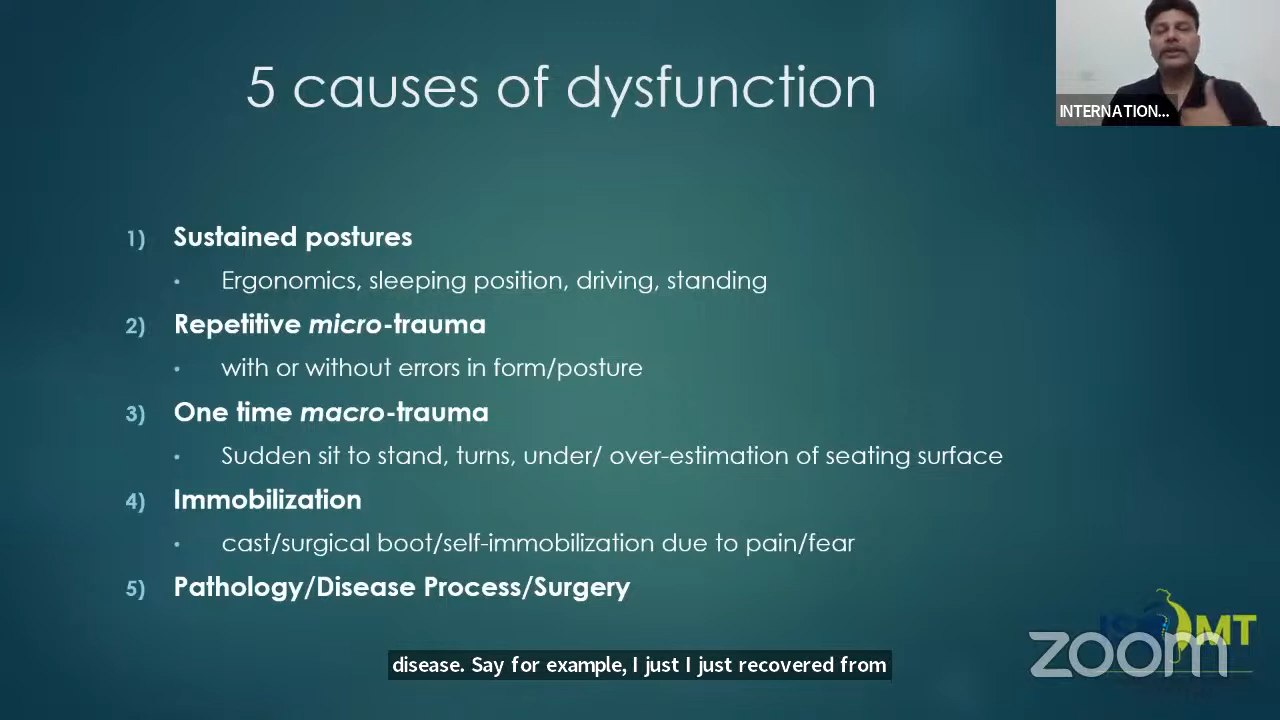 5 causes of dysfunction
INTERNATION...
1) Sustained postures
• Ergonomics, sleeping position, driving, standing
2) Repetitive micro-trauma
• with or without errors in form/posture
3) One time macro-trauma
• Sudden sit to stand, turns, under/ over-estimation of seating surface
4) Immobilization
• cast/surgical boot/self-immobilization due to pain/fear
5) Pathology/Disease Process/Surgery
MT
zoom
disease. Say for example, I just I just recovered from